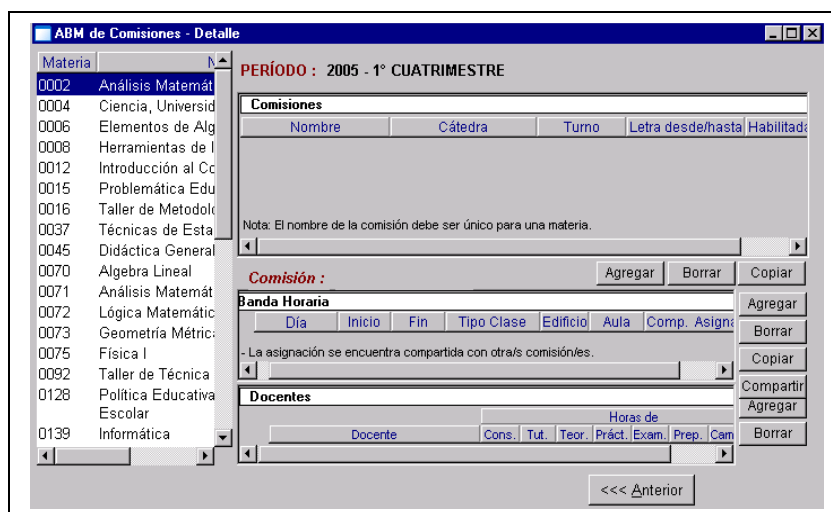 ABM de Comisiones - Detalle
Materia
0002 Análisis Matemát
0004 Ciencia, Universid
0006 Elementos de Alg
0008 Herramientas de I
0012 Introducción al Co
0015 Problemática Edu
0016 Taller de Metodolo
0037 Técnicas de Esta
0045 Didáctica General
0070 Algebra Lineal
0071 Análisis Matemát
0072 Lógica Matemátic
0073 Geometría Métric
0075 Física I
0092 Taller de Técnica
0128 Política Educativa
Escolar
0139 Informática
PERÍODO : 2005 - 1° CUATRIMESTRE
Comisiones
Nombre Cátedra Turno Letra desde/hasta Habilitada
Nota: El nombre de la comisión debe ser único para una materia.
Agregar Borrar Copiar
Comisión :
Banda Horaria
Día Inicio Fin Tipo Clase Edificio Aula Comp. Asigna
- La asignación se encuentra compartida con otra/s comisión/es.
Agregar
Borrar
Copiar
Compartir
Docentes
Horas de
Docente Cons. Tut. Teor. Práct. Exam. Prep. Cam
Agregar
Borrar
<<< Anterior